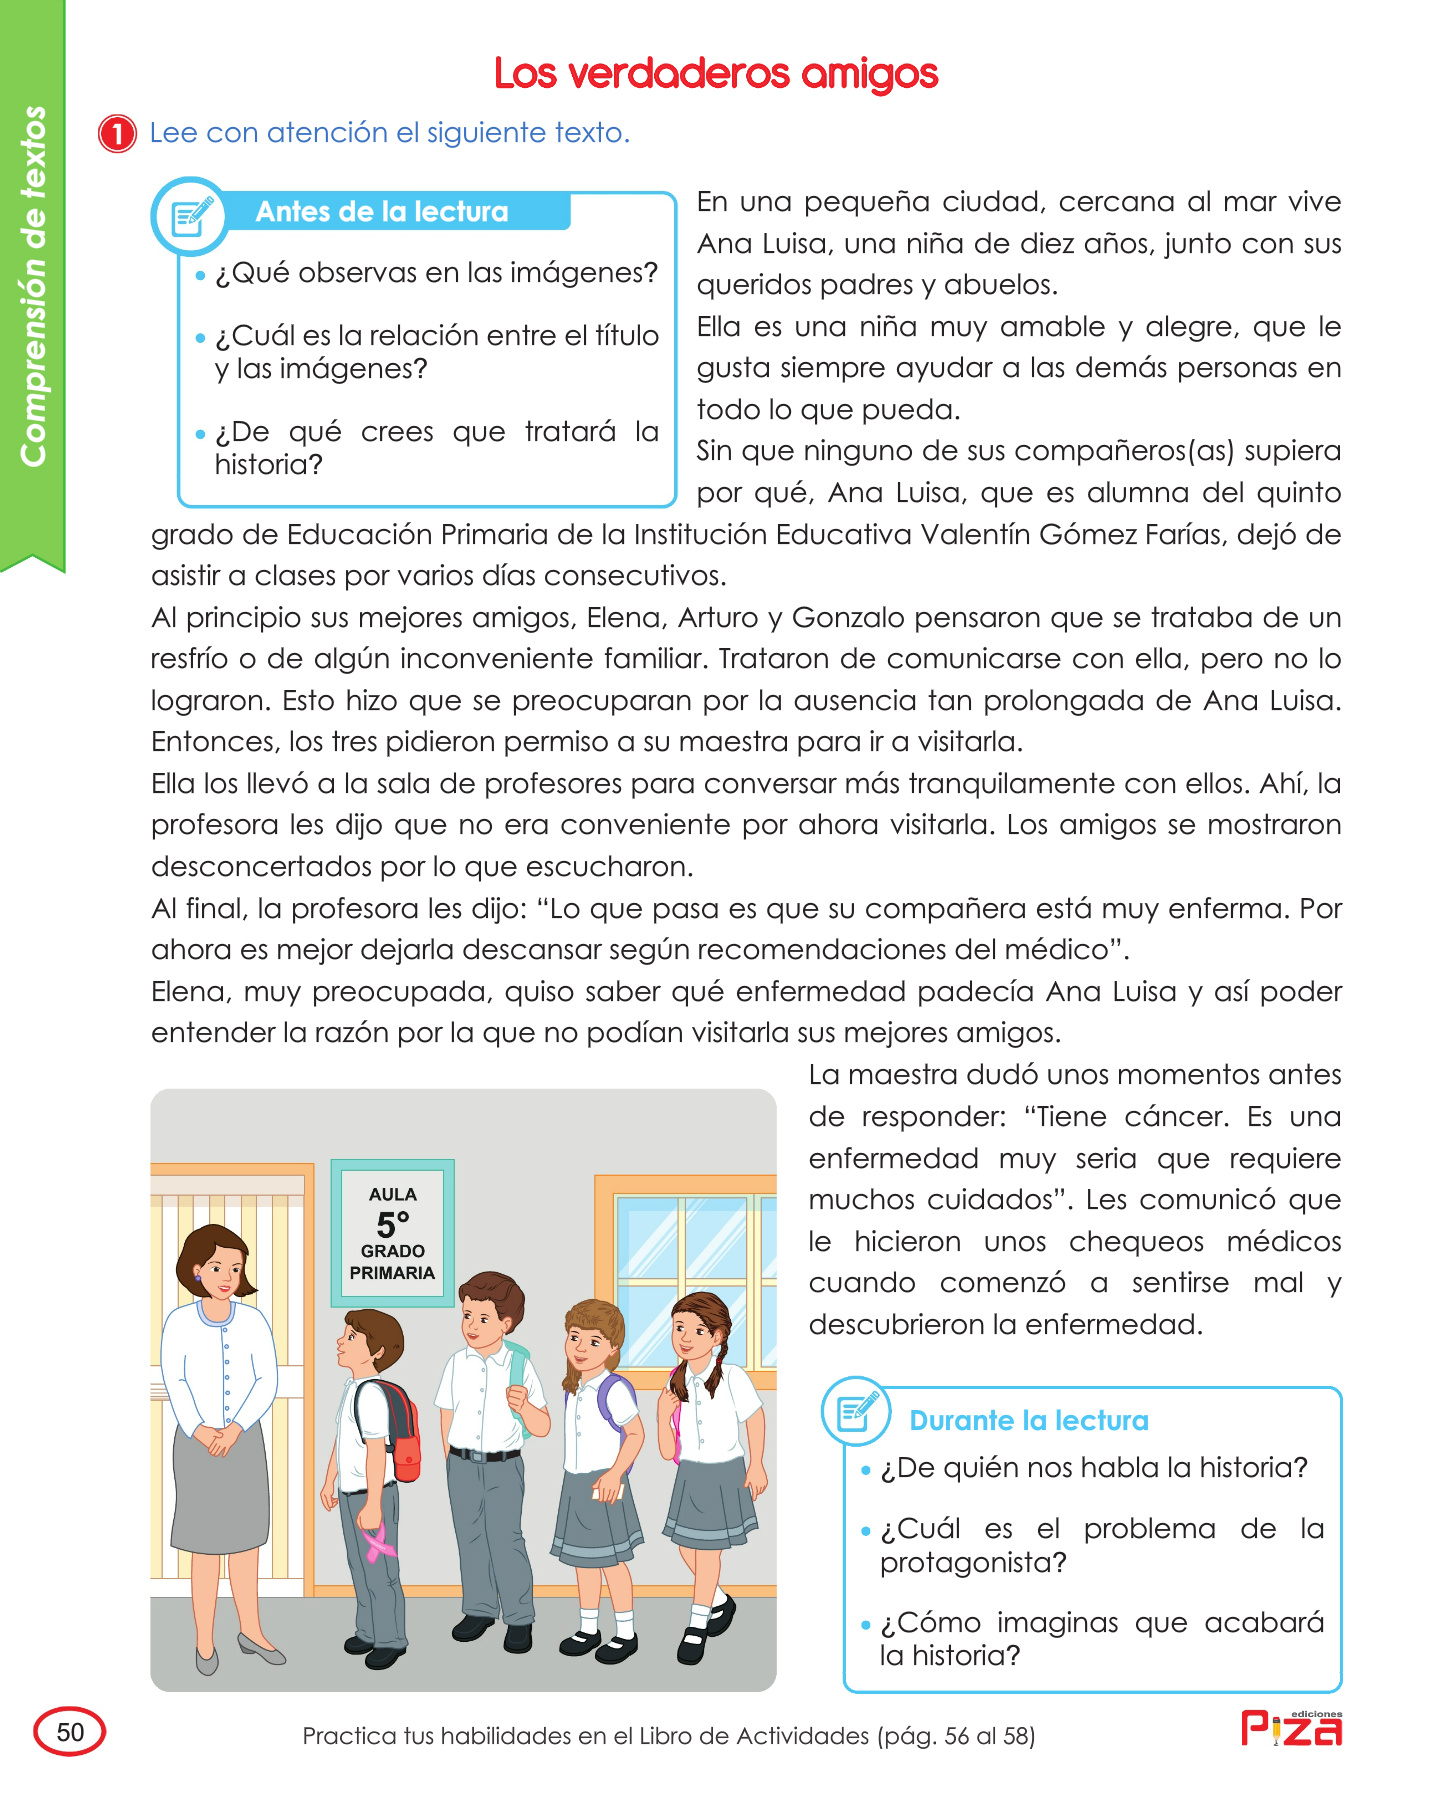 Comprensión de textos
Los verdaderos amigos
1 Lee con atención el siguiente texto.
Antes de la lectura
• ¿Qué observas en las imágenes?
• ¿Cuál es la relación entre el título
y las imágenes?
• ¿De qué crees que tratará la
historia?
En una pequeña ciudad, cercana al mar vive
Ana Luisa, una niña de diez años, junto con sus
queridos padres y abuelos.
Ella es una niña muy amable y alegre, que le
gusta siempre ayudar a las demás personas en
todo lo que pueda.
Sin que ninguno de sus compañeros(as) supiera
por qué, Ana Luisa, que es alumna del quinto
grado de Educación Primaria de la Institución Educativa Valentín Gómez Farías, dejó de
asistir a clases por varios días consecutivos.
Al principio sus mejores amigos, Elena, Arturo y Gonzalo pensaron que se trataba de un
resfrío o de algún inconveniente familiar. Trataron de comunicarse con ella, pero no lo
lograron. Esto hizo que se preocuparan por la ausencia tan prolongada de Ana Luisa.
Entonces, los tres pidieron permiso a su maestra para ir a visitarla.
Ella los llevó a la sala de profesores para conversar más tranquilamente con ellos. Ahí, la
profesora les dijo que no era conveniente por ahora visitarla. Los amigos se mostraron
desconcertados por lo que escucharon.
Al final, la profesora les dijo: “Lo que pasa es que su compañera está muy enferma. Por
ahora es mejor dejarla descansar según recomendaciones del médico”.
Elena, muy preocupada, quiso saber qué enfermedad padecía Ana Luisa y así poder
entender la razón por la que no podían visitarla sus mejores amigos.
La maestra dudó unos momentos antes
de responder: “Tiene cáncer. Es una
enfermedad muy seria que requiere
muchos cuidados”. Les comunicó que
le hicieron unos chequeos médicos
cuando comenzó a sentirse mal y
descubrieron la enfermedad.
AULA
5°
GRADO
PRIMARIA
Durante la lectura
• ¿De quién nos habla la historia?
• ¿Cuál es el problema de la
protagonista?
• ¿Cómo imaginas que acabará
la historia?
50
Practica tus habilidades en el Libro de Actividades (pág. 56 al 58)
ediciones
Piza